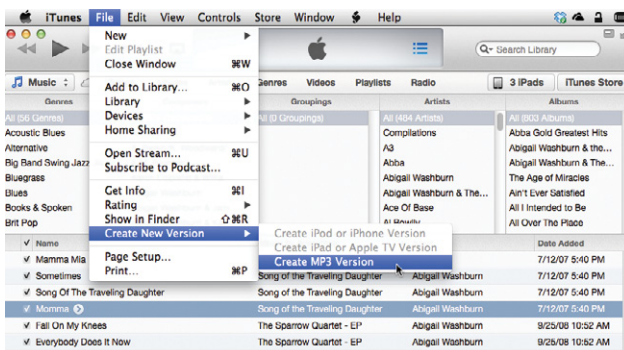 iTunes File Edit View Controls Store Window Help
New
Edit Playlist
Close Window ⌘W
Search Library
Music
Genres Videos Playlists Radio
3 iPads iTunes Store
Add to Library... ⌘O
Library
Devices
Home Sharing
Open Stream... ⌘U
Subscribe to Podcast...
Get Info ⌘I
Rating
Show in Finder ⇧⌘R
Create New Version
Page Setup...
Print... ⌘P
Create iPod or iPhone Version
Create iPad or Apple TV Version
Create MP3 Version
Genres
All (56 Genres)
Acoustic Blues
Alternative
Big Band Swing Jazz
Bluegrass
Blues
Books & Spoken
Brit Pop
Groupings
All (0 Groupings)
Artists
All (464 Artists)
Compilations
A3
Abba
Abigail Washburn
Abigail Washburn & The...
Ace Of Base
Al Bowlly
Albums
All (803 Albums)
Abba Gold Greatest Hits
Abigail Washburn & the...
Abigail Washburn & The...
The Age of Miracles
Ain't Ever Satisfied
All I Intended to Be
All Over The Place
Name Date Added
Mamma Mia 7/12/07 5:40 PM
Sometimes Song of the Traveling Daughter Abigail Washburn 7/12/07 5:40 PM
Song Of The Traveling Daughter Song of the Traveling Daughter Abigail Washburn 7/12/07 5:40 PM
Momma Song of the Traveling Daughter Abigail Washburn 7/12/07 5:40 PM
Fall On My Knees The Sparrow Quartet - EP Abigail Washburn 9/25/08 10:52 AM
Everybody Does It Now The Sparrow Quartet - EP Abigail Washburn 9/25/08 10:52 AM